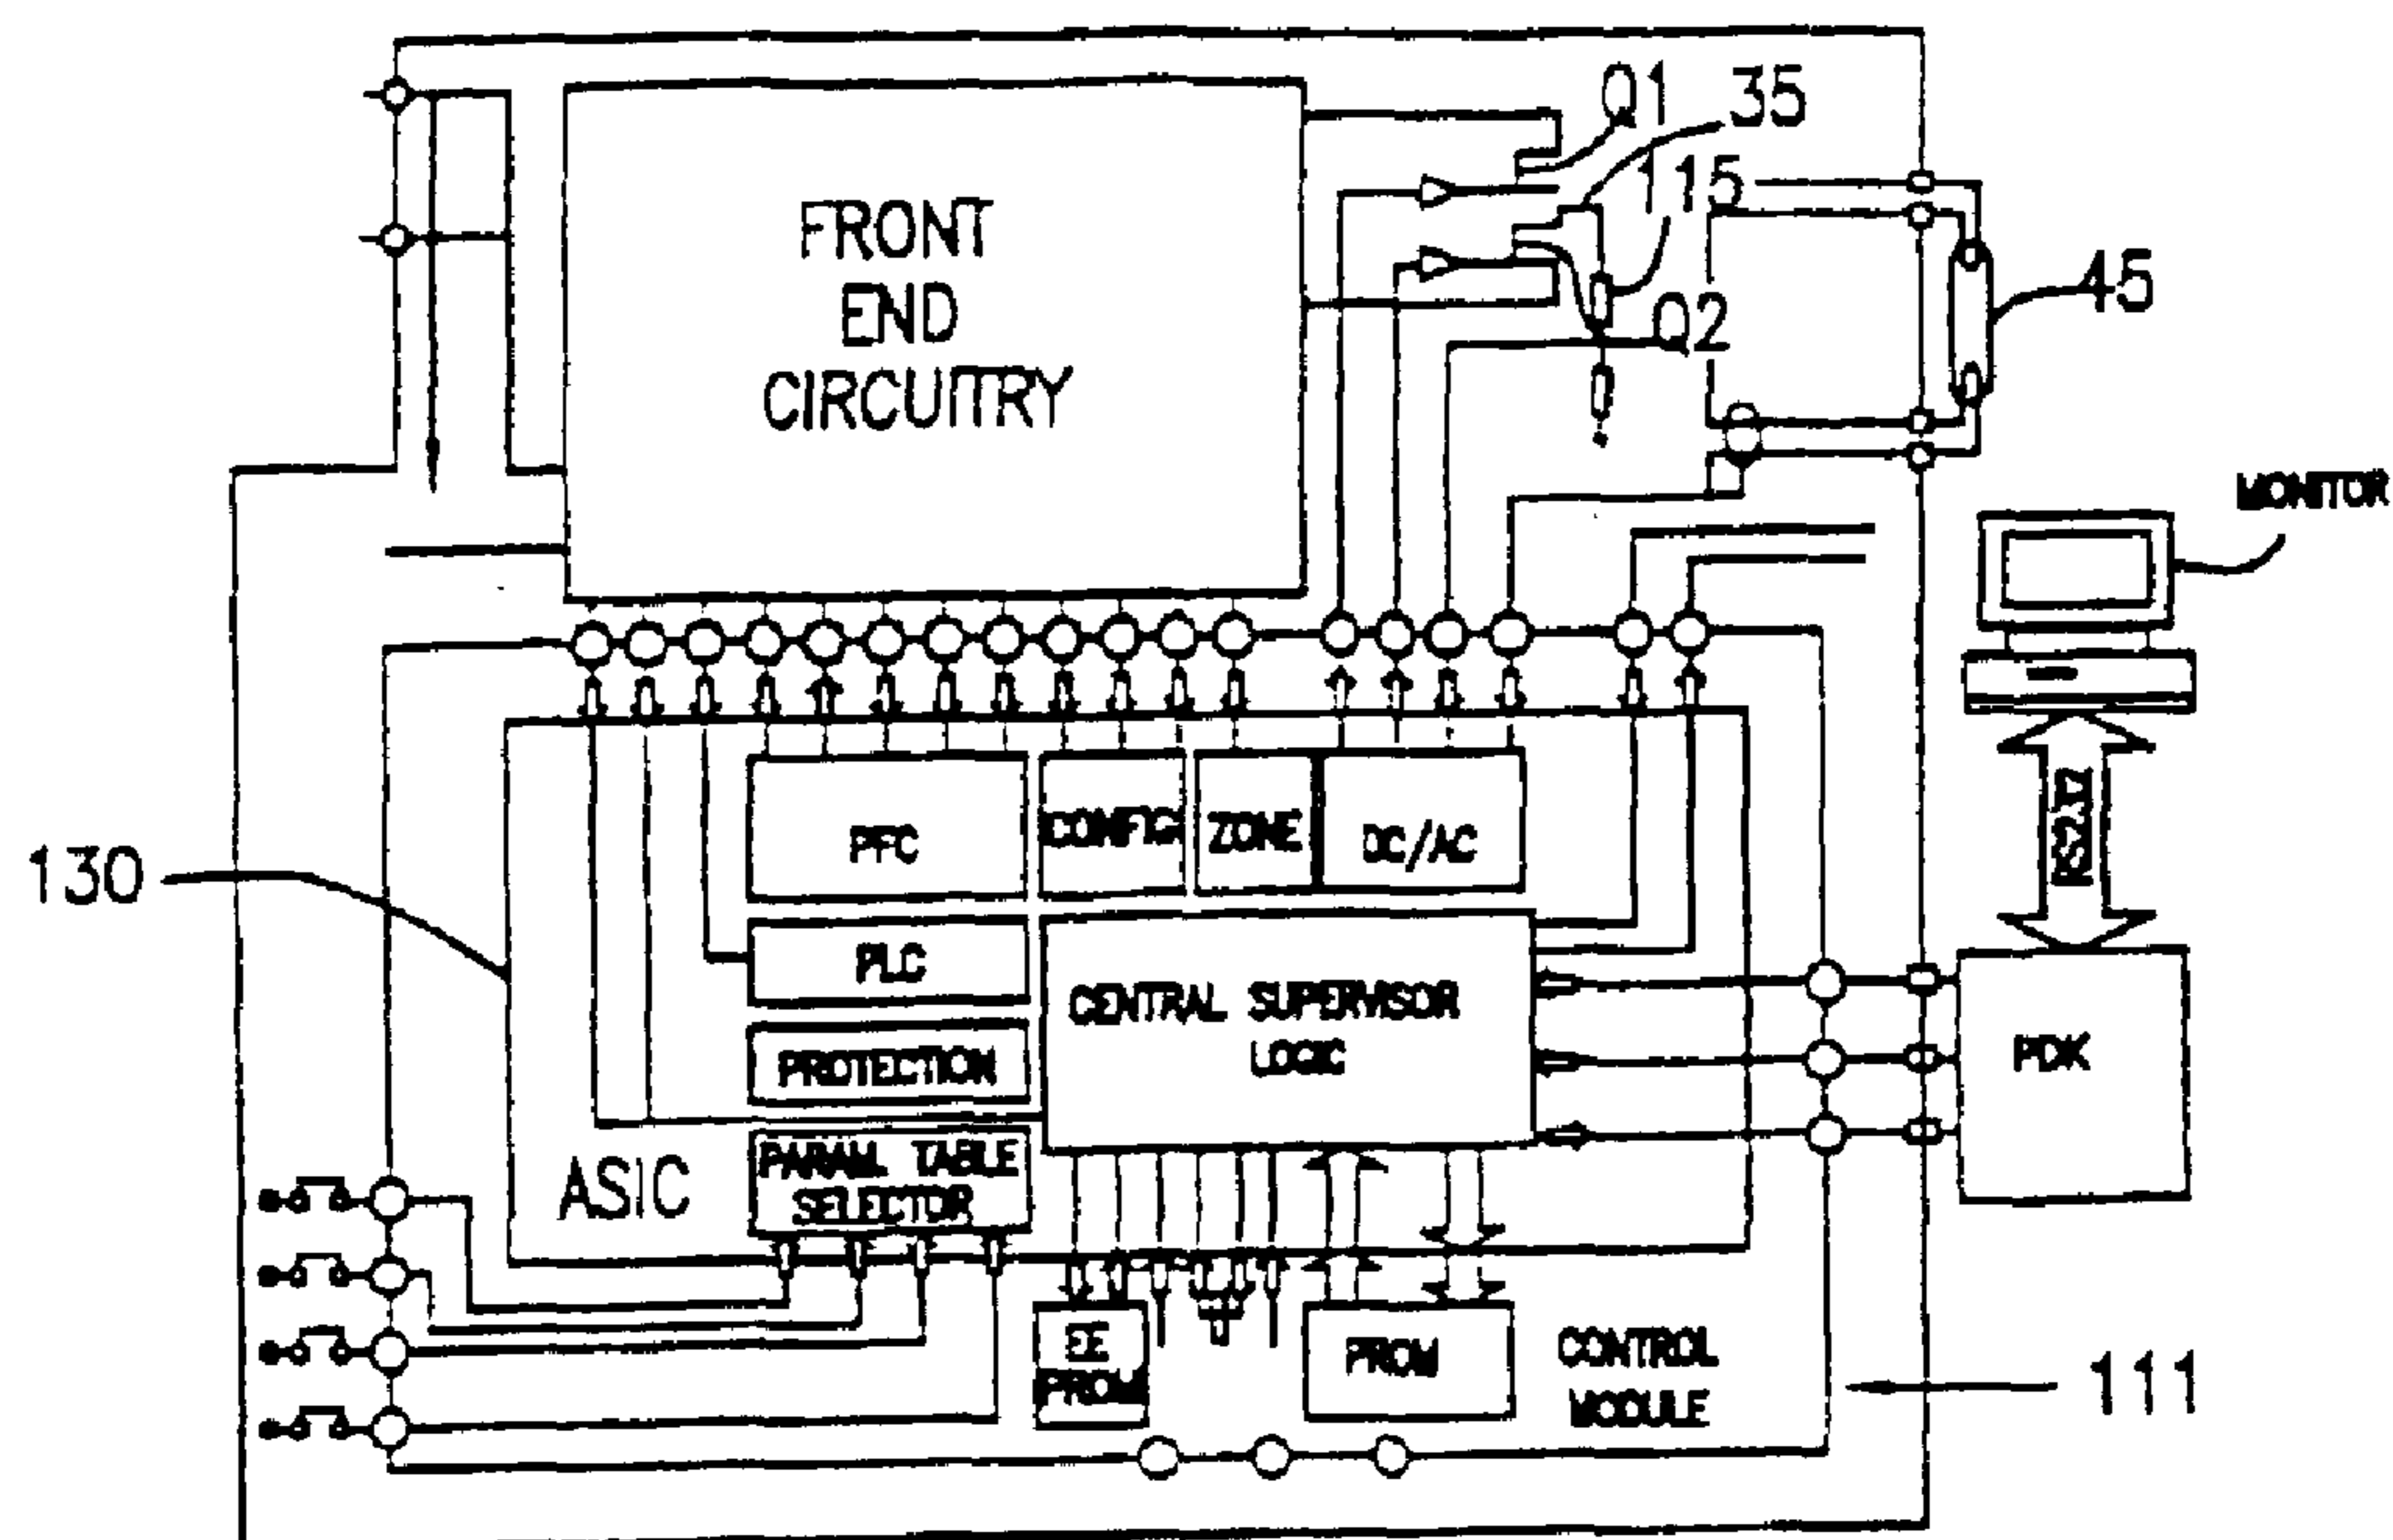 Q1
35
FRONT
END
CIRCUITRY
115
45
Q2
MONITOR
RS232
130
PFC
CONFIG
ZONE
DC/AC
PLC
CENTRAL SUPERVISOR
LOGIC
PROTECTION
PDX
ASIC
PARAM. TABLE
SELECTOR
EE
PROM
PROM
CONTROL
MODULE
111